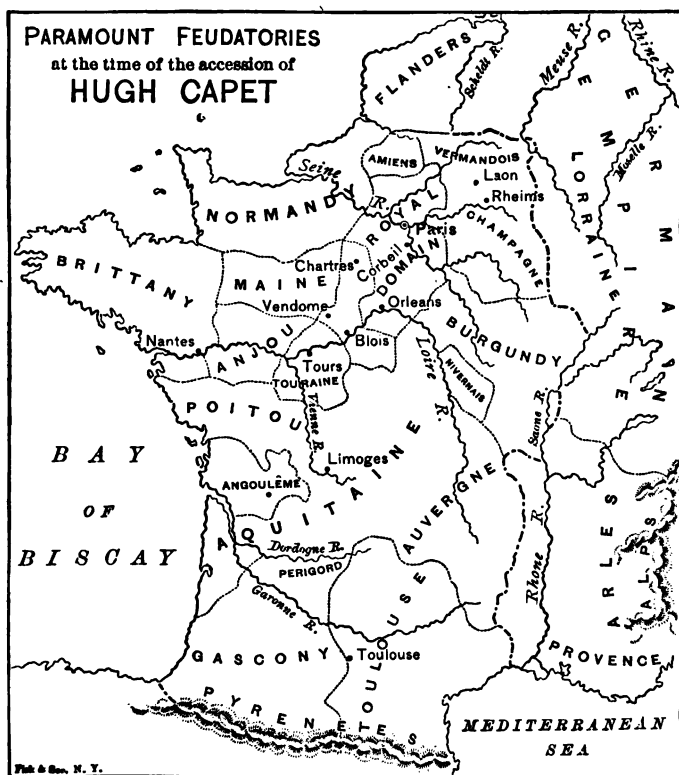 PARAMOUNT FEUDATORIES
at the time of the accession of
HUGH CAPET
FLANDERS
Scheldt R.
Meuse R.
Rhine R.
GERMAN
EMPIRE
Moselle R.
LORRAINE
AMIENS
VERMANDOIS
Laon
Rheims
Seine R.
NORMANDY
ROYAL DOMAIN
Paris
Corbeil
CHAMPAGNE
BRITTANY
MAINE
Chartres
Vendome
Orleans
Nantes
ANJOU
Blois
Tours
TOURAINE
BURGUNDY
NIVERNAIS
Loire R.
Saone R.
POITOU
Vienne R.
Limoges
ANGOULÊME
BAY
OF
BISCAY
AQUITAINE
AUVERGNE
Dordogne R.
PERIGORD
Garonne R.
Rhone R.
ARLES
ALPS
GASCONY
Toulouse
TOULOUSE
PROVENCE
PYRENEES
MEDITERRANEAN
SEA
Fisk & Soo. N. Y.